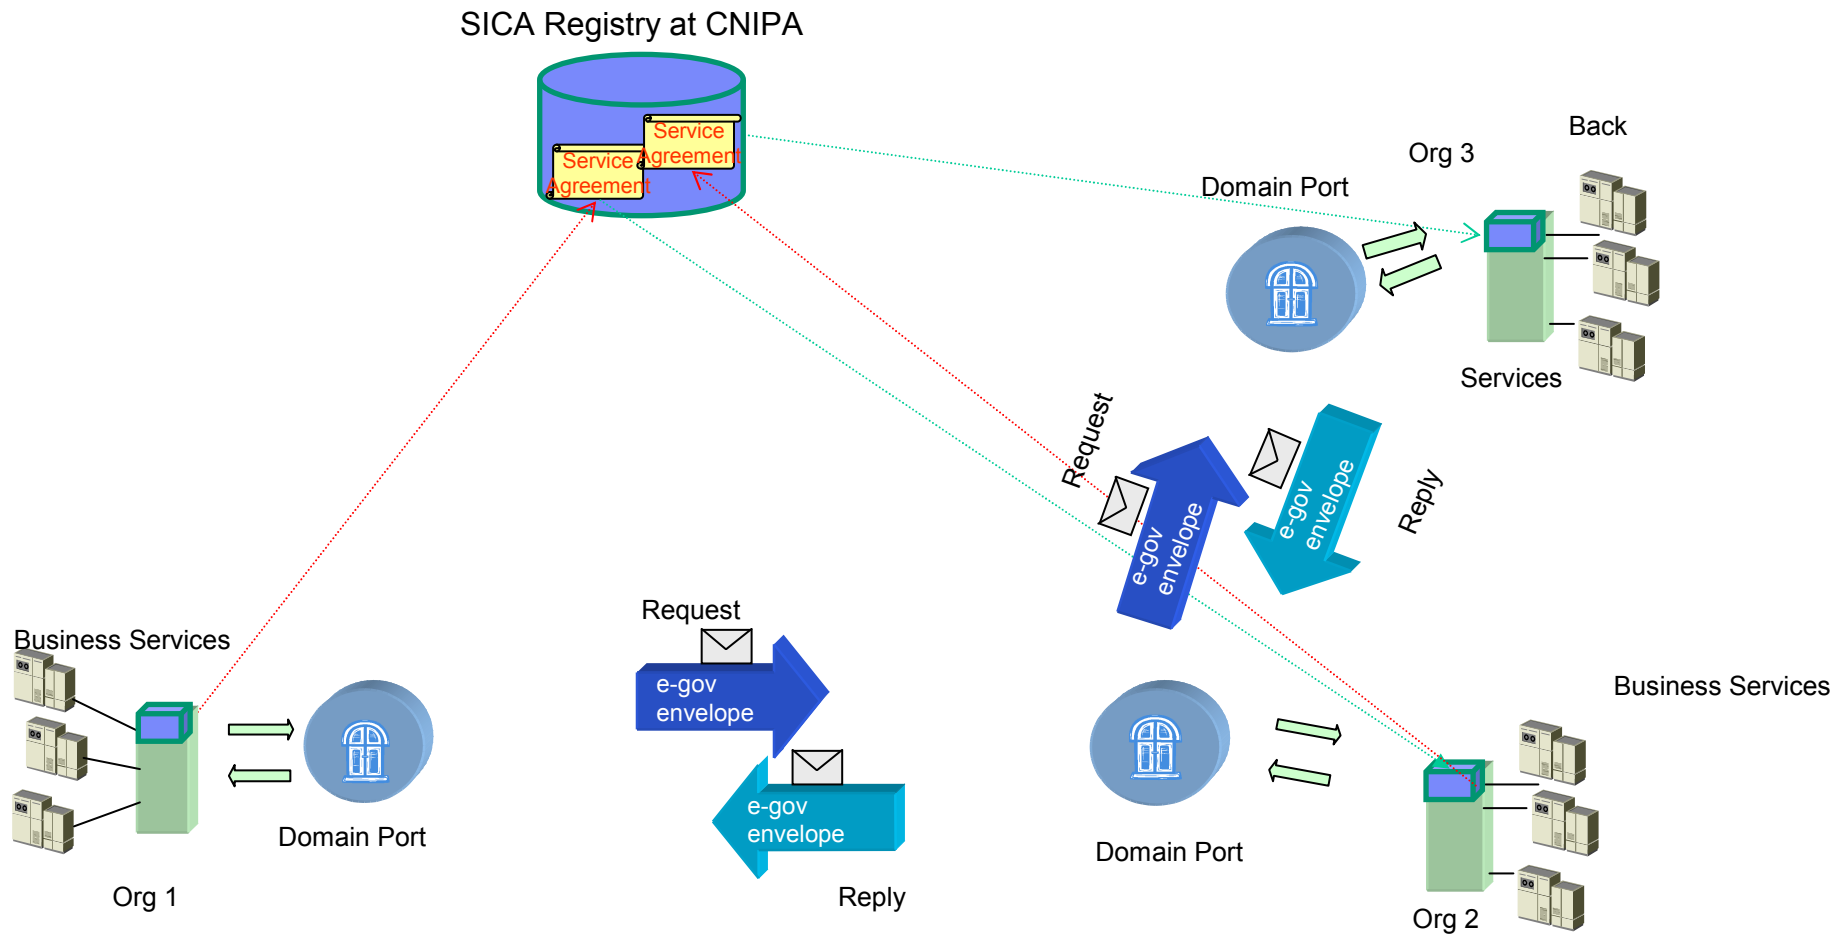 SICA Registry at CNIPA
Service
Agreement
Service
Agreement
Back
Org 3
Domain Port
Services
Request
e-gov
envelope
e-gov
envelope
Reply
Request
e-gov
envelope
e-gov
envelope
Reply
Business Services
Domain Port
Org 1
Business Services
Domain Port
Org 2